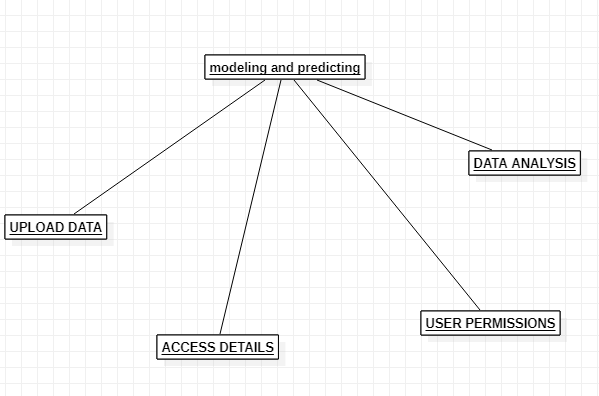 modeling and predicting
DATA ANALYSIS
UPLOAD DATA
USER PERMISSIONS
ACCESS DETAILS